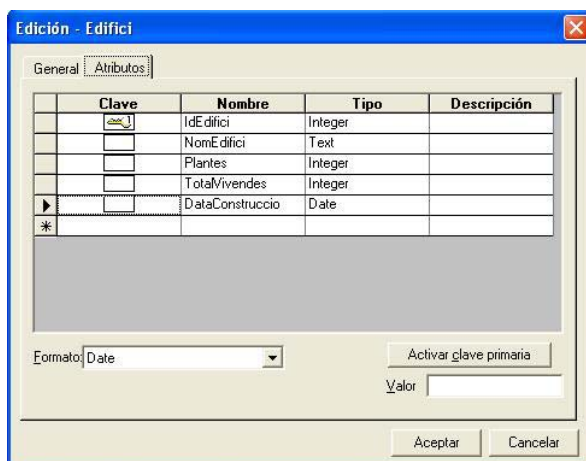 Edición - Edifici
General Atributos
Clave Nombre Tipo Descripción
IdEdifici Integer
NomEdifici Text
Plantes Integer
TotalVivendes Integer
DataConstruccio Date
Formato: Date Activar clave primaria
Valor
Aceptar Cancelar